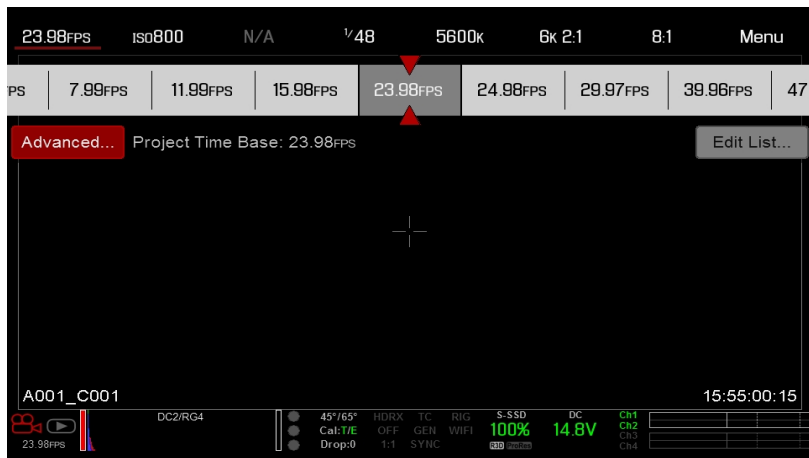 23.98FPS ISO800 N/A 1/48 5600K 6K 2:1 8:1 Menu
PS 7.99FPS 11.99FPS 15.98FPS 23.98FPS 24.98FPS 29.97FPS 39.96FPS 47
Advanced... Project Time Base: 23.98FPS Edit List...
A001_C001 15:55:00:15
DC2/RG4 45°/65° HDRX TC RIG S-SSD DC Ch1
Cal:T/E OFF GEN WIFI 100% 14.8V Ch2
Ch3
23.98FPS Drop:0 1:1 SYNC R3D ProRes Ch4